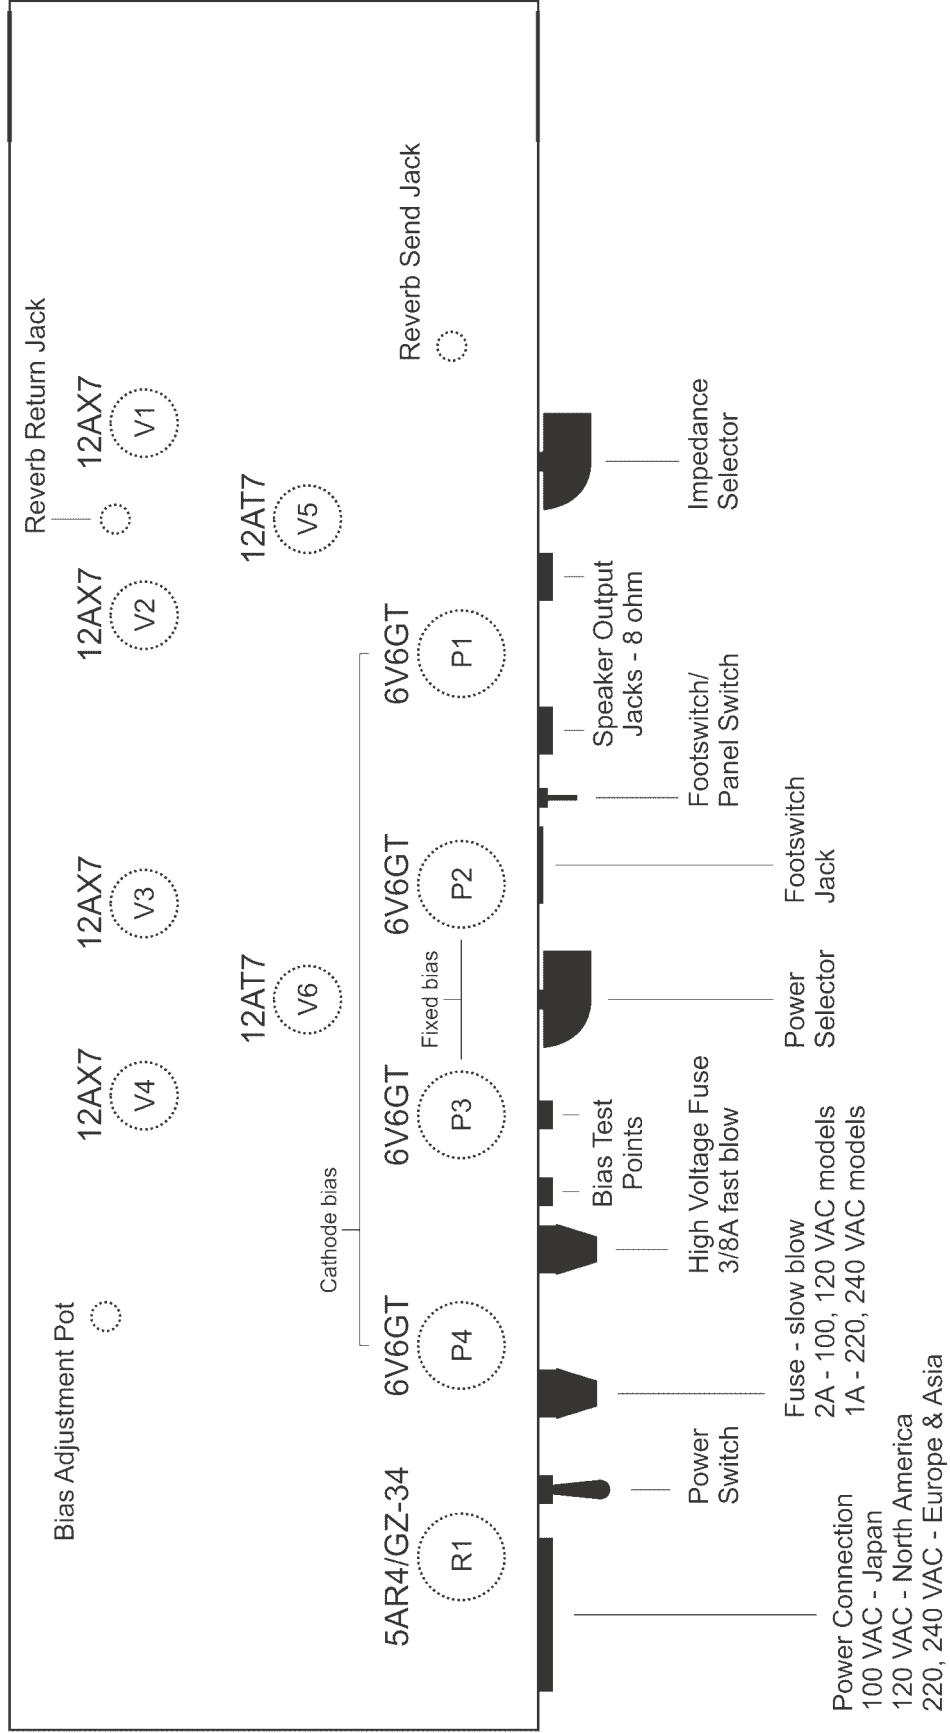 Bias Adjustment Pot
Reverb Return Jack
12AX7
V4
12AX7
V3
12AX7
V2
12AX7
V1
12AT7
V6
12AT7
V5
Cathode bias
Reverb Send Jack
5AR4/GZ-34
R1
6V6GT
P4
6V6GT
P3
Fixed bias
6V6GT
P2
6V6GT
P1
Power Connection
100 VAC - Japan
120 VAC - North America
220, 240 VAC - Europe & Asia
Power
Switch
Fuse - slow blow
2A - 100, 120 VAC models
1A - 220, 240 VAC models
High Voltage Fuse
3/8A fast blow
Bias Test
Points
Power
Selector
Footswitch
Jack
Footswitch/
Panel Switch
Speaker Output
Jacks - 8 ohm
Impedance
Selector